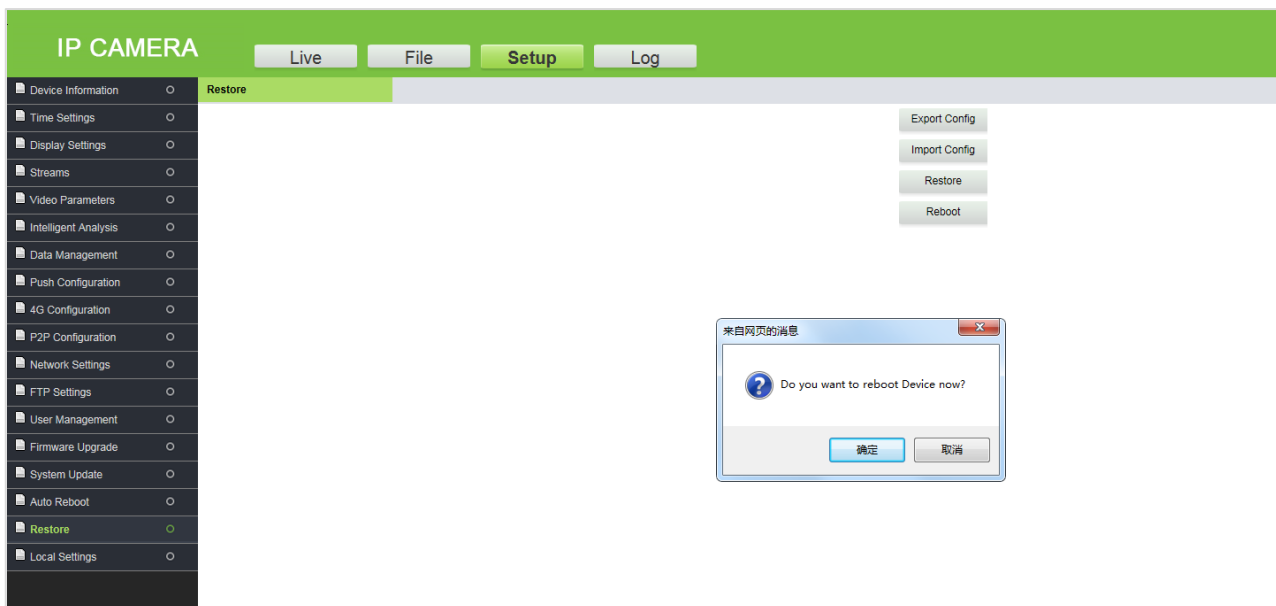 IP CAMERA
Live
File
Setup
Log
Device Information
Restore
Time Settings
Export Config
Display Settings
Import Config
Streams
Restore
Video Parameters
Reboot
Intelligent Analysis
Data Management
Push Configuration
4G Configuration
P2P Configuration
Network Settings
FTP Settings
User Management
Firmware Upgrade
System Update
Auto Reboot
Restore
Local Settings
来自网页的消息
Do you want to reboot Device now?
确定
取消